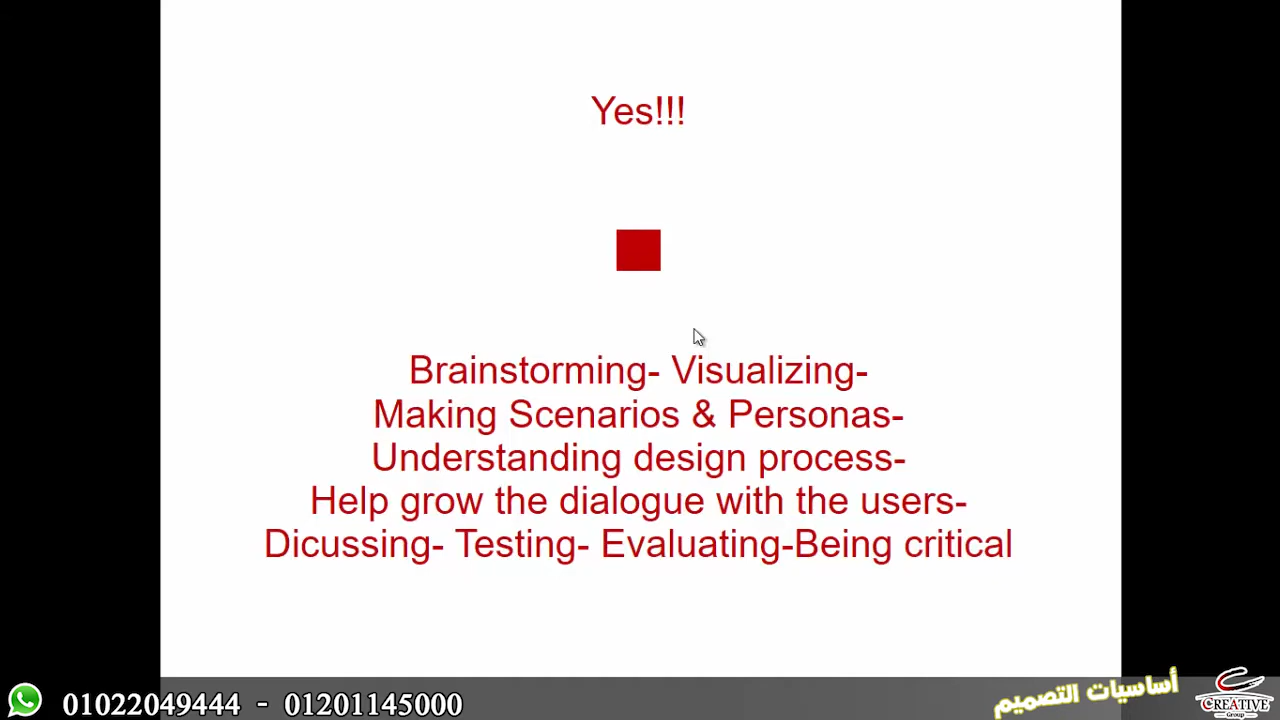 Yes!!!
Brainstorming- Visualizing-
Making Scenarios & Personas-
Understanding design process-
Help grow the dialogue with the users-
Dicussing- Testing- Evaluating-Being critical
01022049444 - 01201145000
أساسيات التصميم
CREATIVE
Group